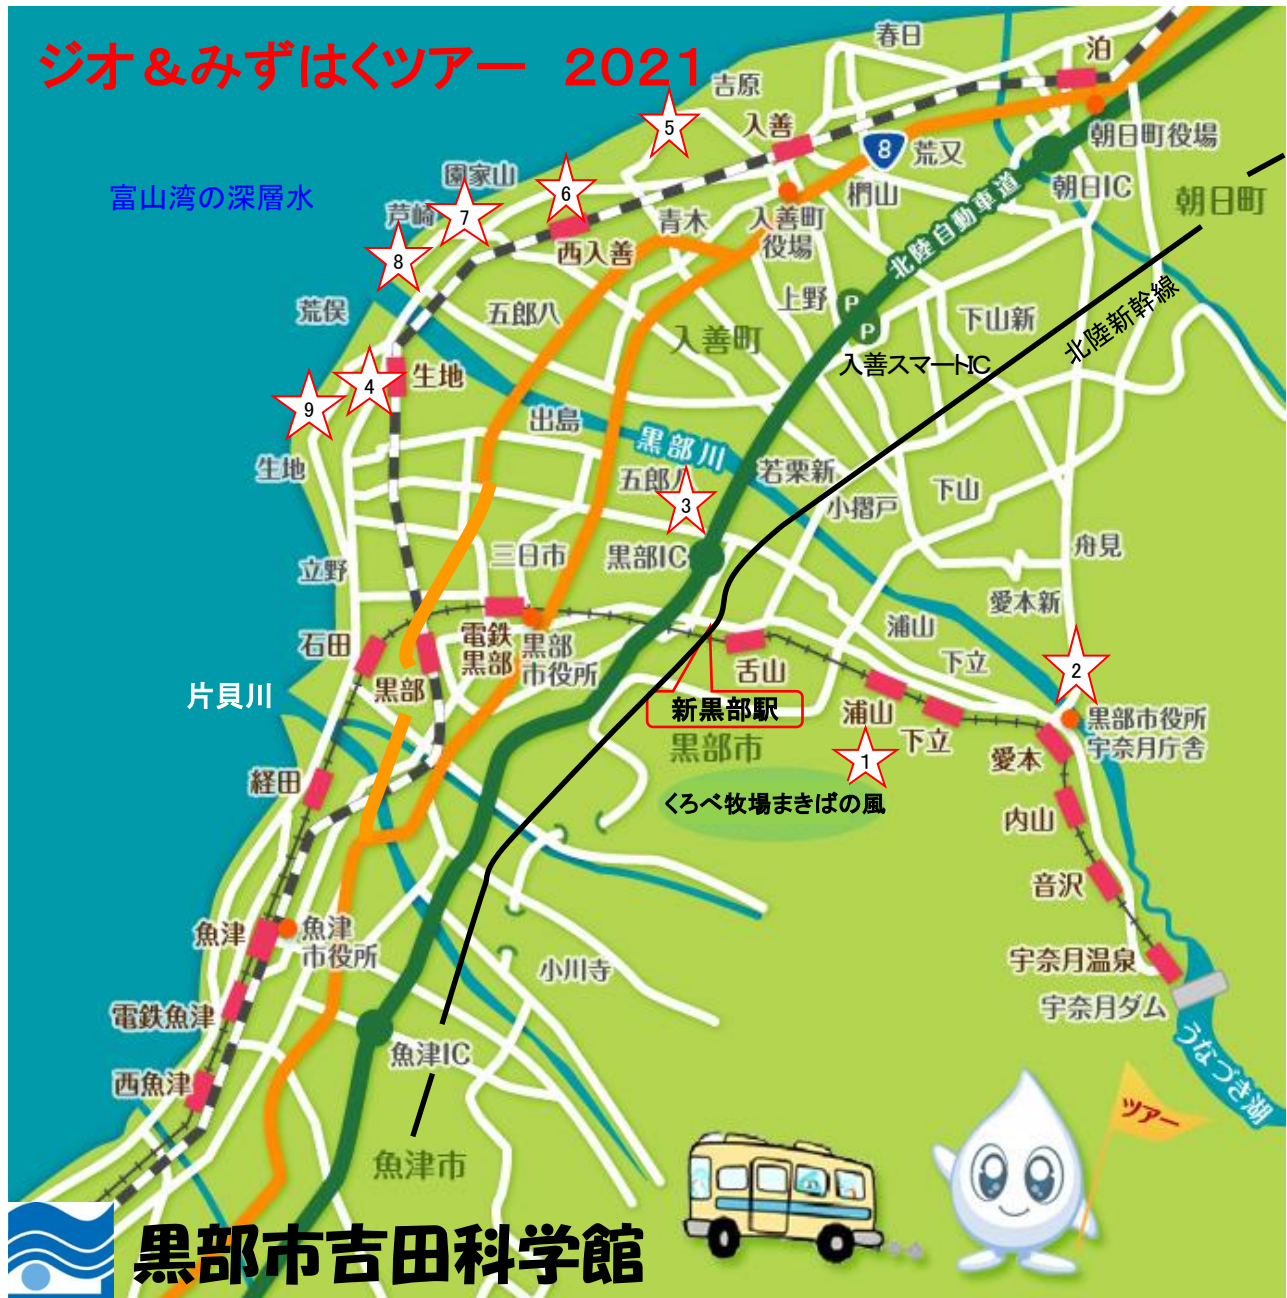 ジオ＆みずはくツアー　2021
春日
泊
吉原
5
入善
8
荒又
朝日町役場
園家山
6
朝日IC
富山湾の深層水
芦崎
7
青木
入善町
役場
椚山
北陸自動車道
朝日町
8
西入善
荒俣
五郎八
上野
P
P
下山新
入善町
入善スマートIC
北陸新幹線
4
生地
9
出島
黒部川
生地
五郎八
3
若栗新
下山
小摺戸
立野
三日市
黒部IC
舟見
愛本新
石田
電鉄
黒部
黒部
市役所
浦山
下立
2
片貝川
黒部
舌山
新黒部駅
浦山
下立
黒部市役所
宇奈月庁舎
黒部市
1
愛本
経田
くろべ牧場まきばの風
内山
音沢
魚津
魚津
市役所
小川寺
宇奈月温泉
宇奈月ダム
電鉄魚津
魚津IC
うなづき湖
西魚津
ツアー
魚津市
黒部市吉田科学館